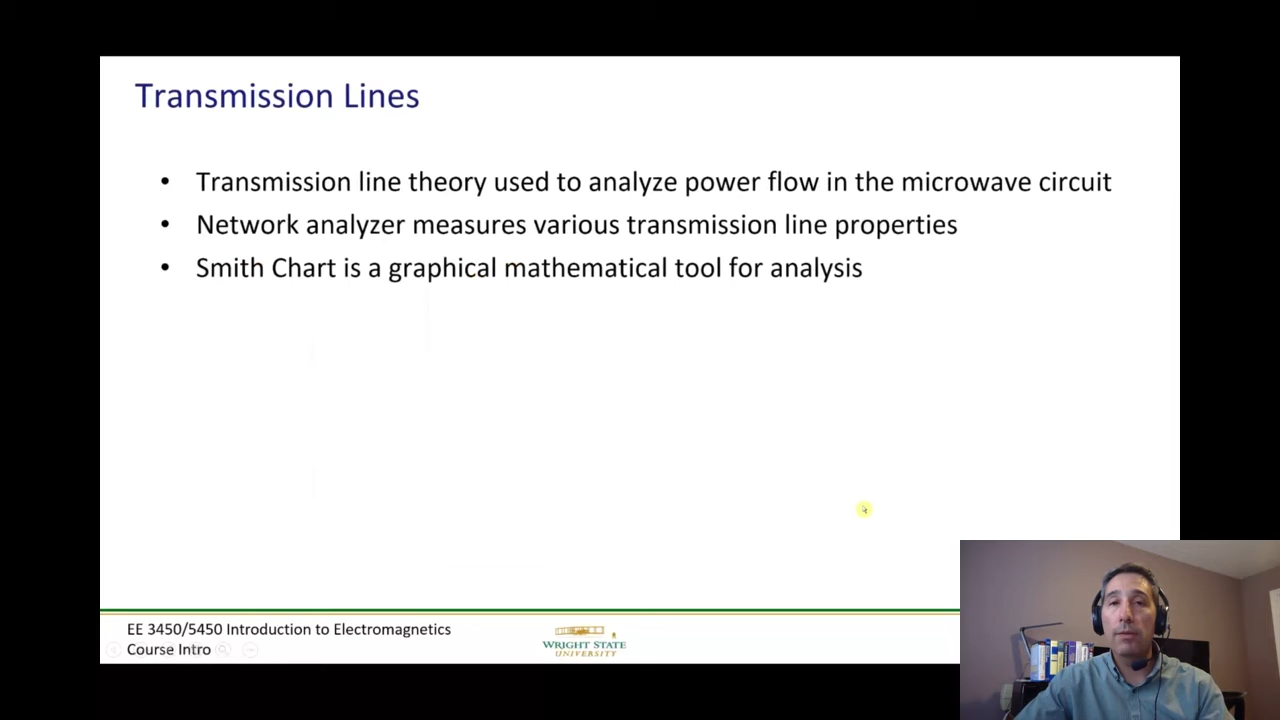 Transmission Lines
• Transmission line theory used to analyze power flow in the microwave circuit
• Network analyzer measures various transmission line properties
• Smith Chart is a graphical mathematical tool for analysis
EE 3450/5450 Introduction to Electromagnetics
Course Intro
WRIGHT STATE
UNIVERSITY